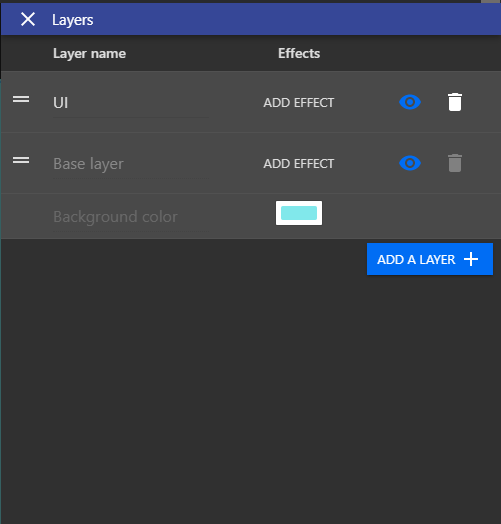 Layers
Layer name Effects
UI ADD EFFECT
Base layer ADD EFFECT
Background color
ADD A LAYER